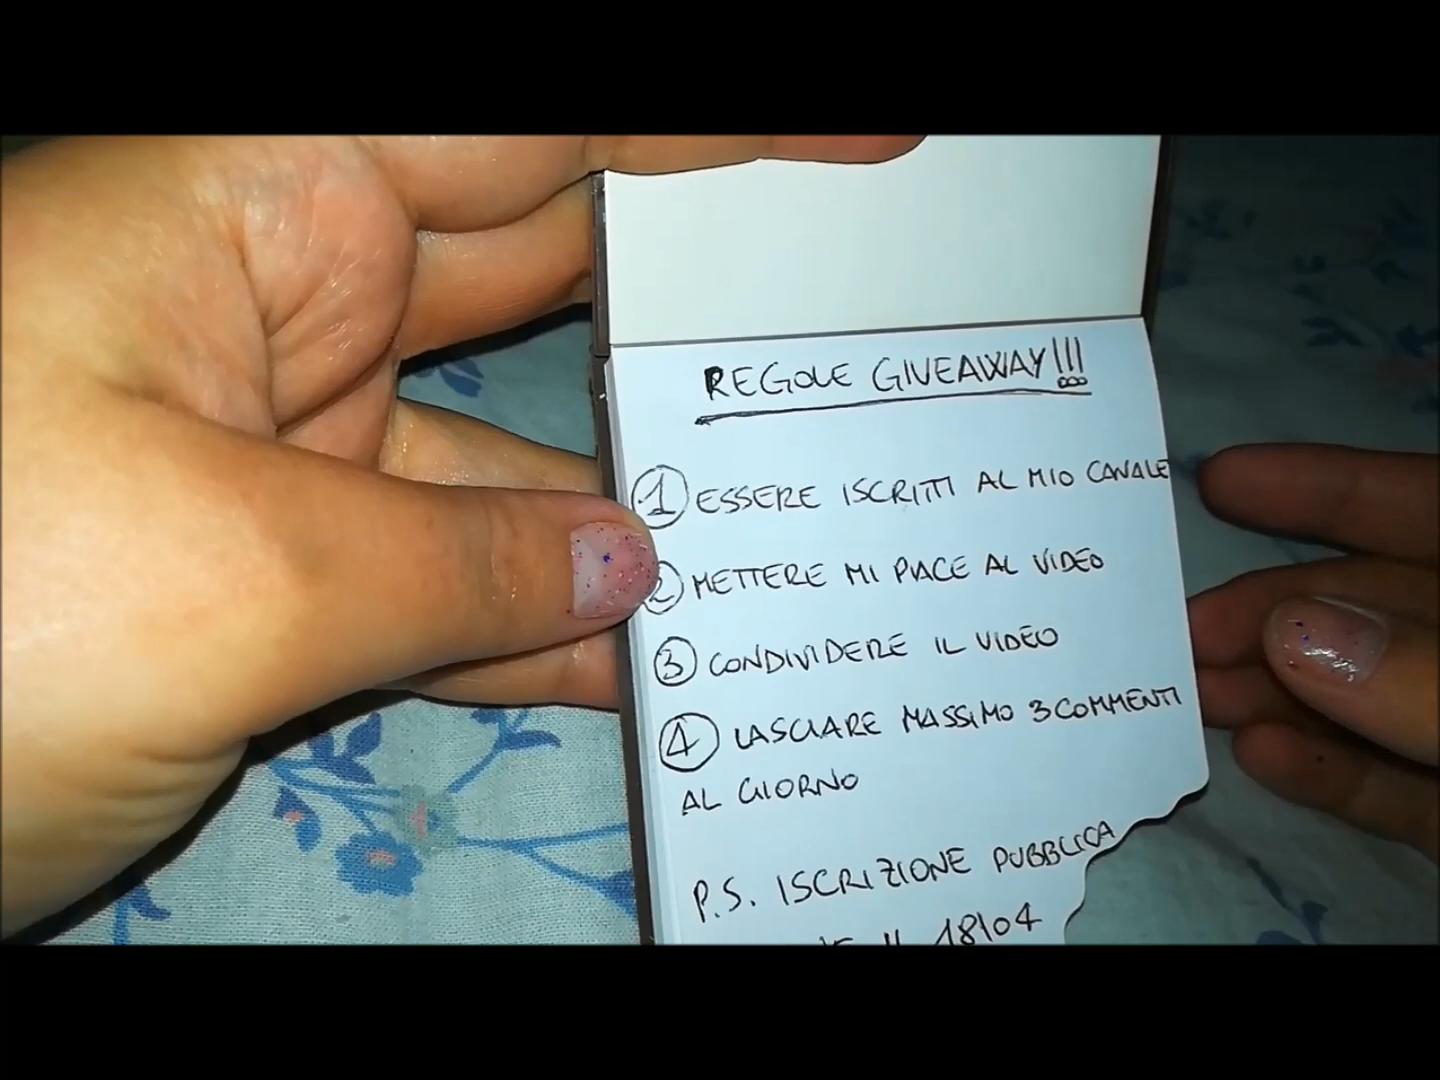 REGOLE GIVEAWAY!!!
1 ESSERE ISCRITTI AL MIO CANALE
2 METTERE MI PIACE AL VIDEO
3 CONDIVIDERE IL VIDEO
4 LASCIARE MASSIMO 3 COMMENTI
AL GIORNO
P.S. ISCRIZIONE PUBBLICA
IL 18\04